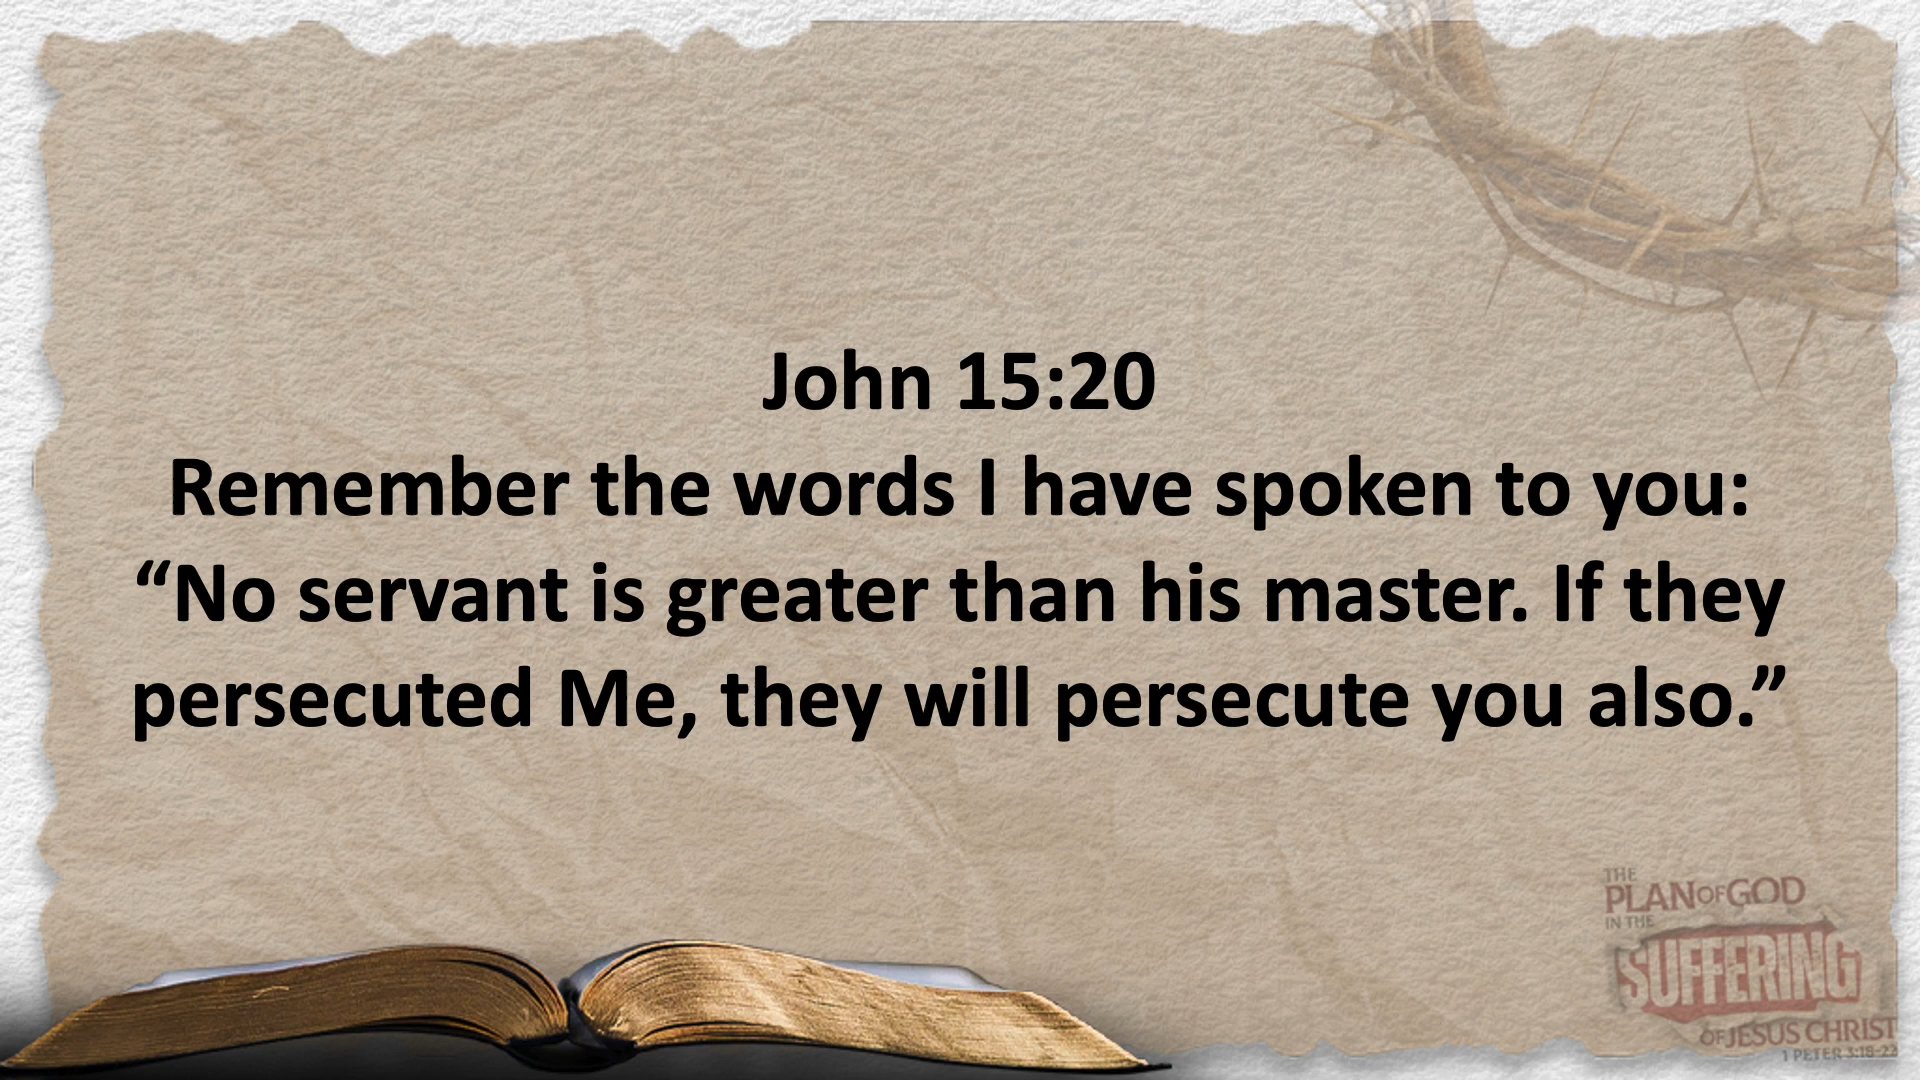 John 15:20
Remember the words I have spoken to you:
“No servant is greater than his master. If they
persecuted Me, they will persecute you also.”
THE
PLAN OF GOD
IN THE
SUFFERING
OF JESUS CHRIST
1 PETER 3:18-22